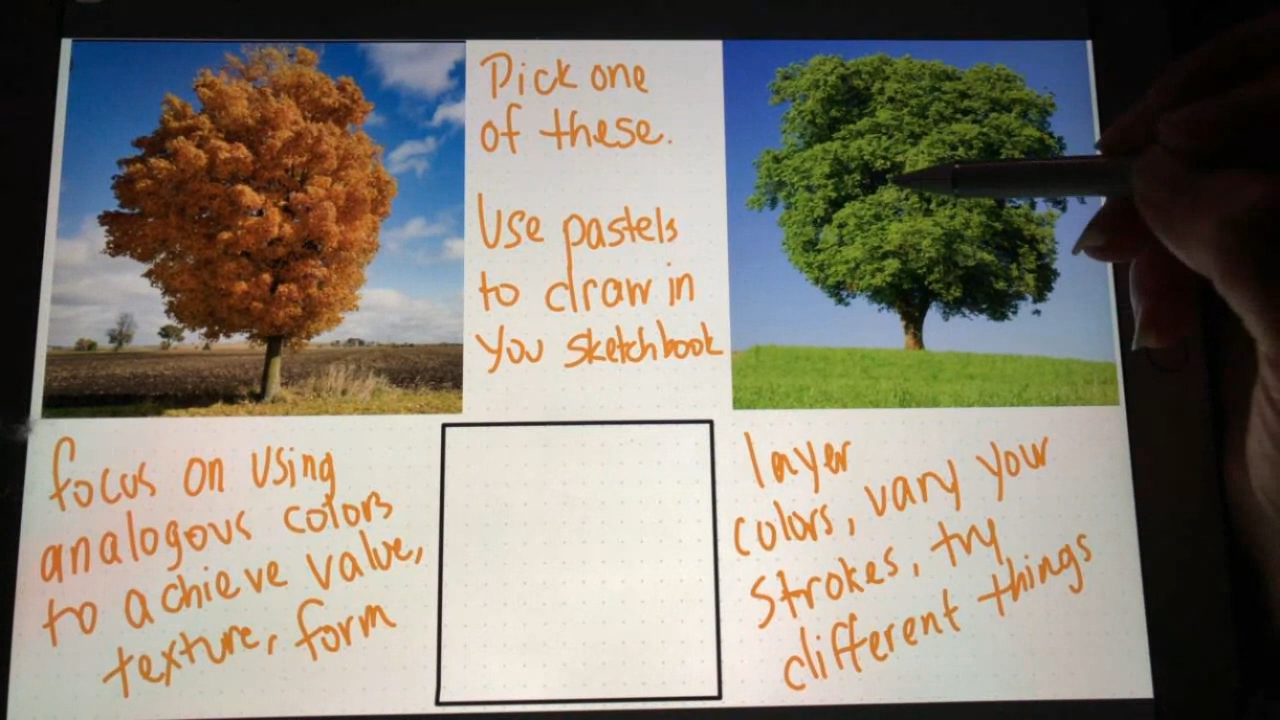 Pick one
of these.
Use pastels
to draw in
you sketchbook
focus on using
analogous colors
to achieve value,
texture, form
layer
colors, vary your
strokes, try
different things